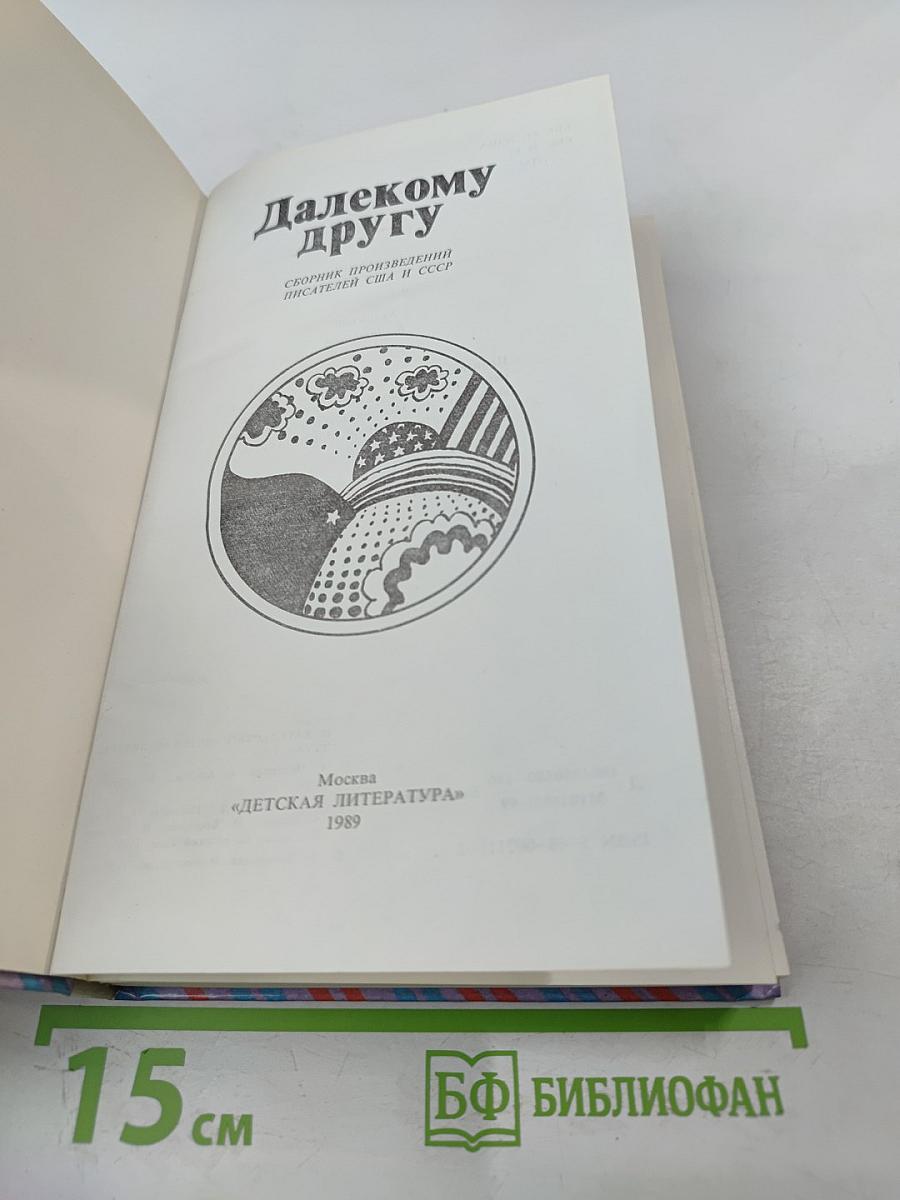 Далекому
другу
СБОРНИК ПРОИЗВЕДЕНИЙ
ПИСАТЕЛЕЙ США И СССР
Москва
«ДЕТСКАЯ ЛИТЕРАТУРА»
1989
15 см
БФ БИБЛИОФАН